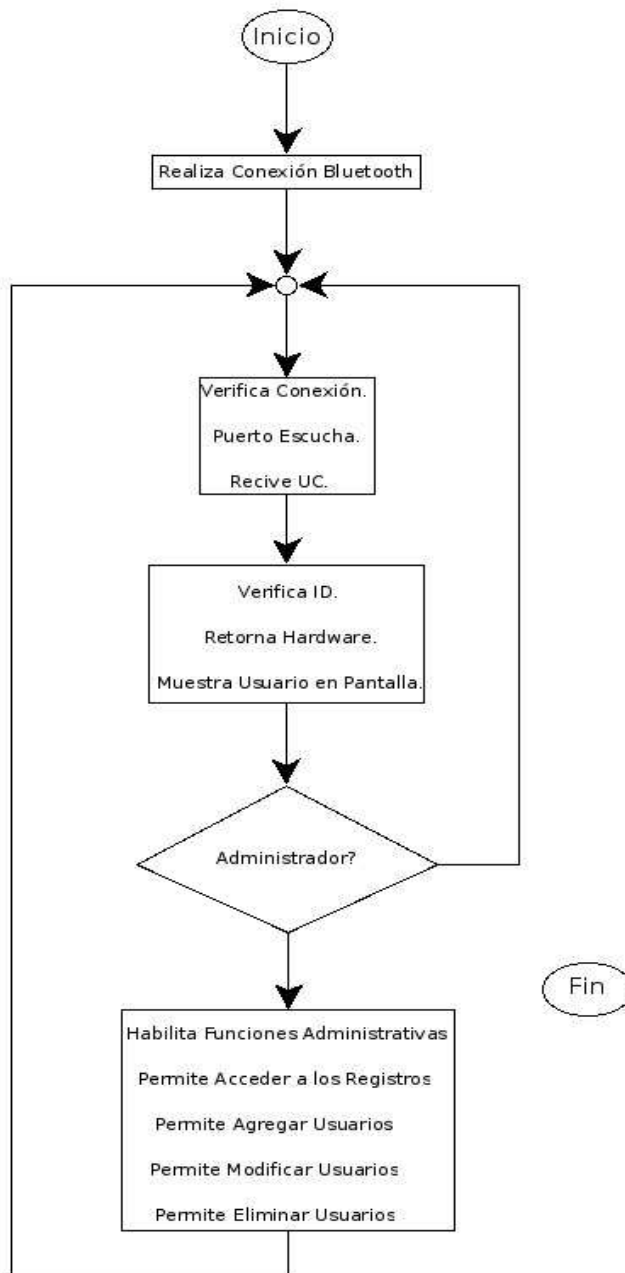 Inicio
Realiza Conexión Bluetooth
Verifica Conexión.
Puerto Escucha.
Recive UC.
Verifica ID.
Retorna Hardware.
Muestra Usuario en Pantalla.
Administrador?
Fin
Habilita Funciones Administrativas
Permite Acceder a los Registros
Permite Agregar Usuarios
Permite Modificar Usuarios
Permite Eliminar Usuarios